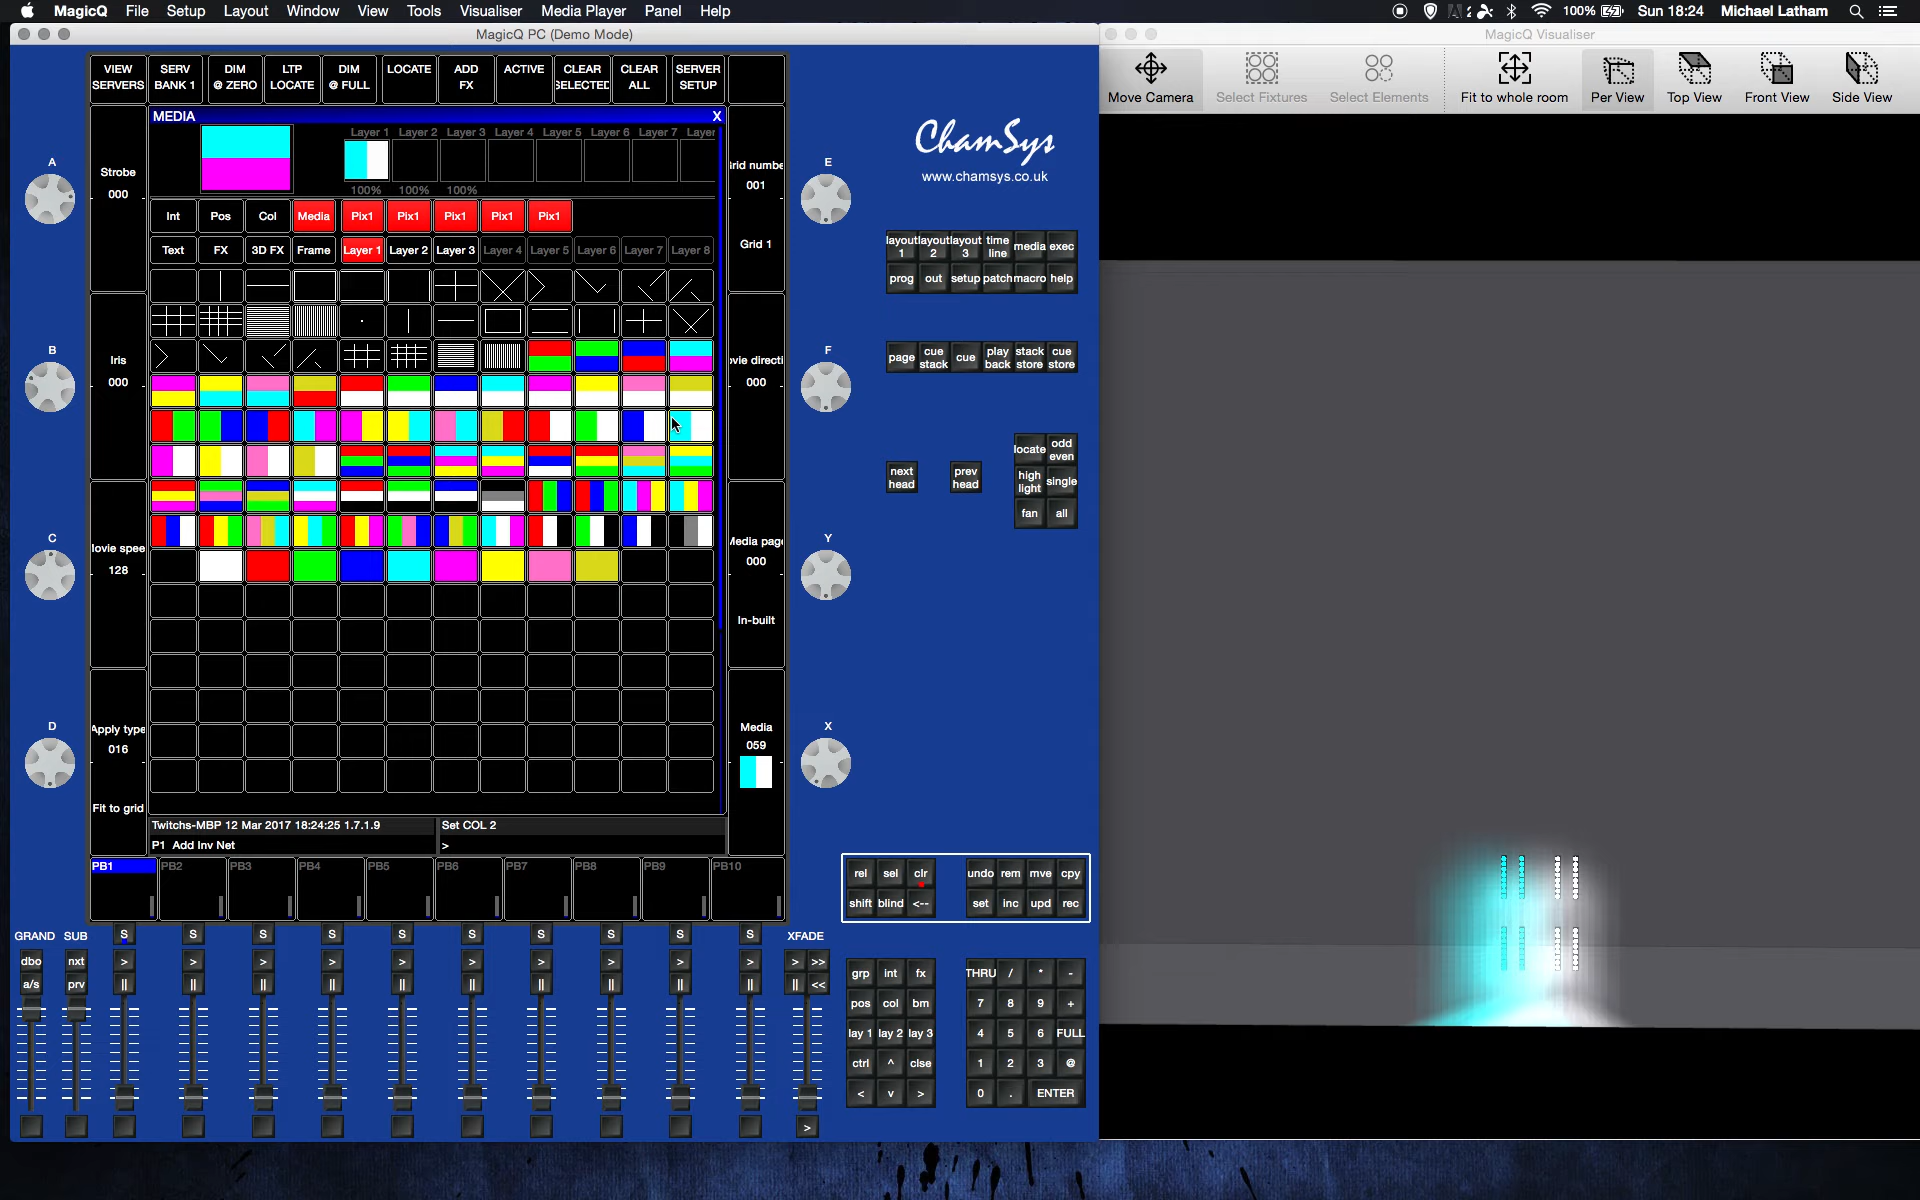 MagicQ File Setup Layout Window View Tools Visualiser Media Player Panel Help
100% Sun 18:24 Michael Latham
MagicQ PC (Demo Mode)
MagicQ Visualiser
Move Camera Select Fixtures Select Elements Fit to whole room Per View Top View Front View Side View
VIEW SERV DIM LTP DIM LOCATE ADD ACTIVE CLEAR CLEAR SERVER
SERVERS BANK 1 @ ZERO LOCATE @ FULL FX SELECTED ALL SETUP
MEDIA X
Layer 1 Layer 2 Layer 3 Layer 4 Layer 5 Layer 6 Layer 7 Layer
100% 100% 100%
Int Pos Col Media Pix1 Pix1 Pix1 Pix1 Pix1
Text FX 3D FX Frame Layer 1 Layer 2 Layer 3 Layer 4 Layer 5 Layer 6 Layer 7 Layer 8
A
Strobe
000
B
Iris
000
C
lovie spee
128
D
Apply type
016
Fit to grid
irid numbe
001
Grid 1
ovie directi
000
Media pag
000
In-built
Media
059
E
F
Y
X
ChamSys
www.chamsys.co.uk
layout layout layout time media exec
1 2 3 line
prog out setup patch macro help
page cue cue play stack cue
stack back store store
next prev
head head
locate odd
even
high single
light
fan all
Twitchs-MBP 12 Mar 2017 18:24:25 1.7.1.9 Set COL 2
P1 Add Inv Net >
PB1 PB2 PB3 PB4 PB5 PB6 PB7 PB8 PB9 PB10
rel sel clr undo rem mve cpy
shift blind <-- set inc upd rec
GRAND SUB S S S S S S S S S S XFADE
dbo nxt > > > > > > > > > > > >>
a/s prv || || || || || || || || || || || <<
>
grp int fx THRU / * -
pos col bm 7 8 9 +
lay 1 lay 2 lay 3 4 5 6 FULL
ctrl ^ clse 1 2 3 @
< v > 0 . ENTER